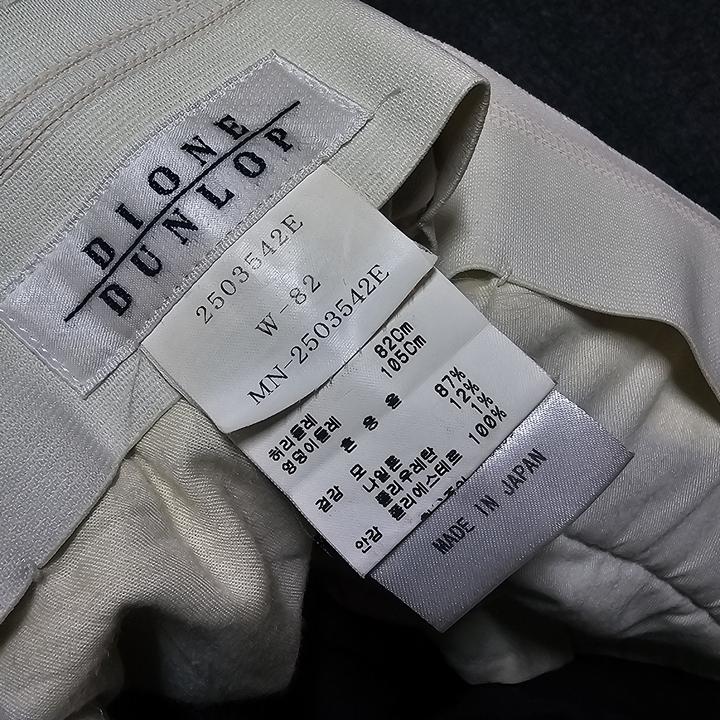 DIONE
DUNLOP
2503542E
W-82
MN-2503542E
허리둘레 82Cm
엉덩이둘레 105Cm
혼용율
겉감 모 87%
나일론 12%
폴리우레탄 1%
안감 폴리에스테르 100%
MADE IN JAPAN